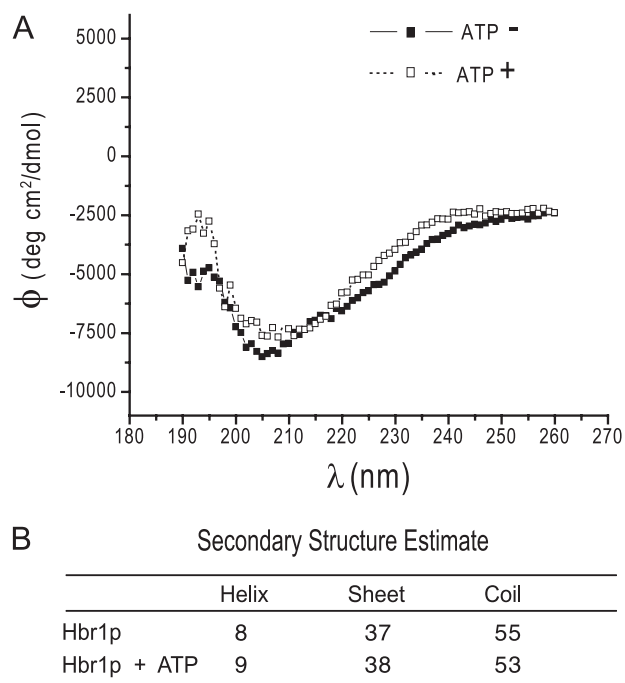 A
ATP -
ATP +
5000
2500
0
-2500
-5000
-7500
-10000
ϕ (deg cm2/dmol)
180 190 200 210 220 230 240 250 260 270
λ (nm)
B
Secondary Structure Estimate
Helix Sheet Coil
Hbr1p 8 37 55
Hbr1p + ATP 9 38 53